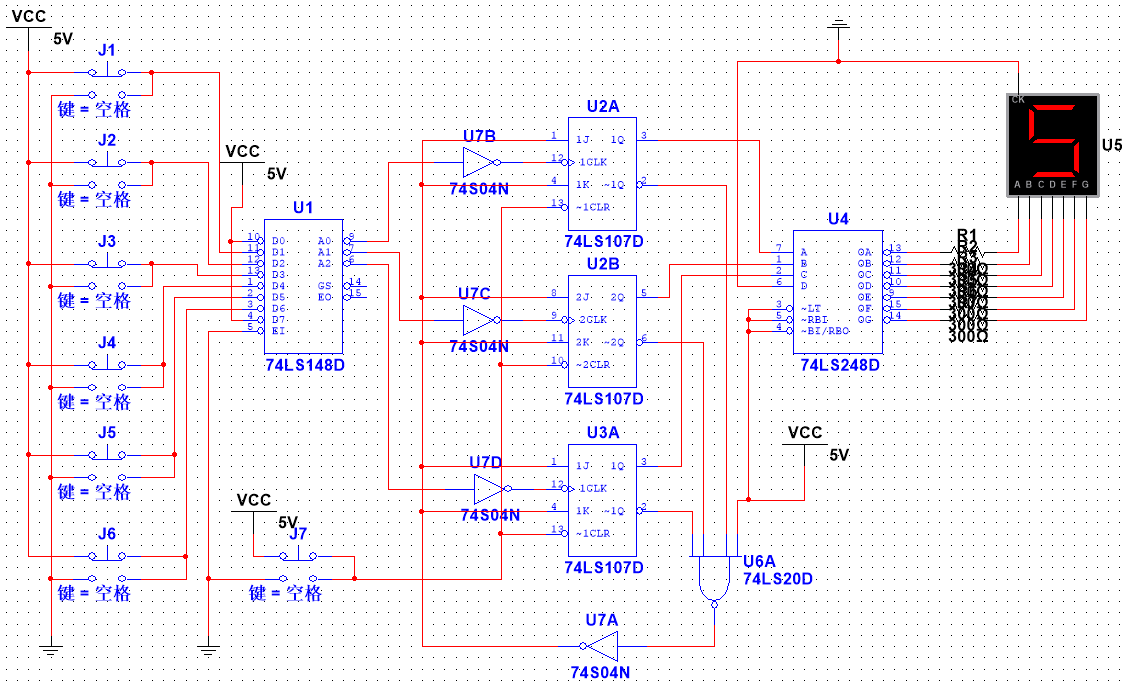 VCC
5V
J1
键 = 空格
J2
键 = 空格
J3
键 = 空格
J4
键 = 空格
J5
键 = 空格
J6
键 = 空格
VCC
5V
J7
键 = 空格
VCC
5V
U1
10 D0 A0 9
11 D1 A1 7
12 D2 A2 6
13 D3
1 D4 GS 14
2 D5 EO 15
3 D6
4 D7
5 EI
74LS148D
U7B
74S04N
U7C
74S04N
U7D
74S04N
U2A
1 1J 1Q 3
12 1CLK
4 1K ~1Q 2
13 ~1CLR
74LS107D
U2B
8 2J 2Q 5
9 2CLK
11 2K ~2Q 6
10 ~2CLR
74LS107D
U3A
1 1J 1Q 3
12 1CLK
4 1K ~1Q 2
13 ~1CLR
74LS107D
U7A
74S04N
U6A
74LS20D
VCC
5V
U4
7 A OA 13
1 B OB 12
2 C OC 11
6 D OD 10
OE 9
3 ~LT OF 15
5 ~RBI OG 14
4 ~BI/RBO
74LS248D
R1
R2
300Ω
300Ω
CK
5
A B C D E F G
U5